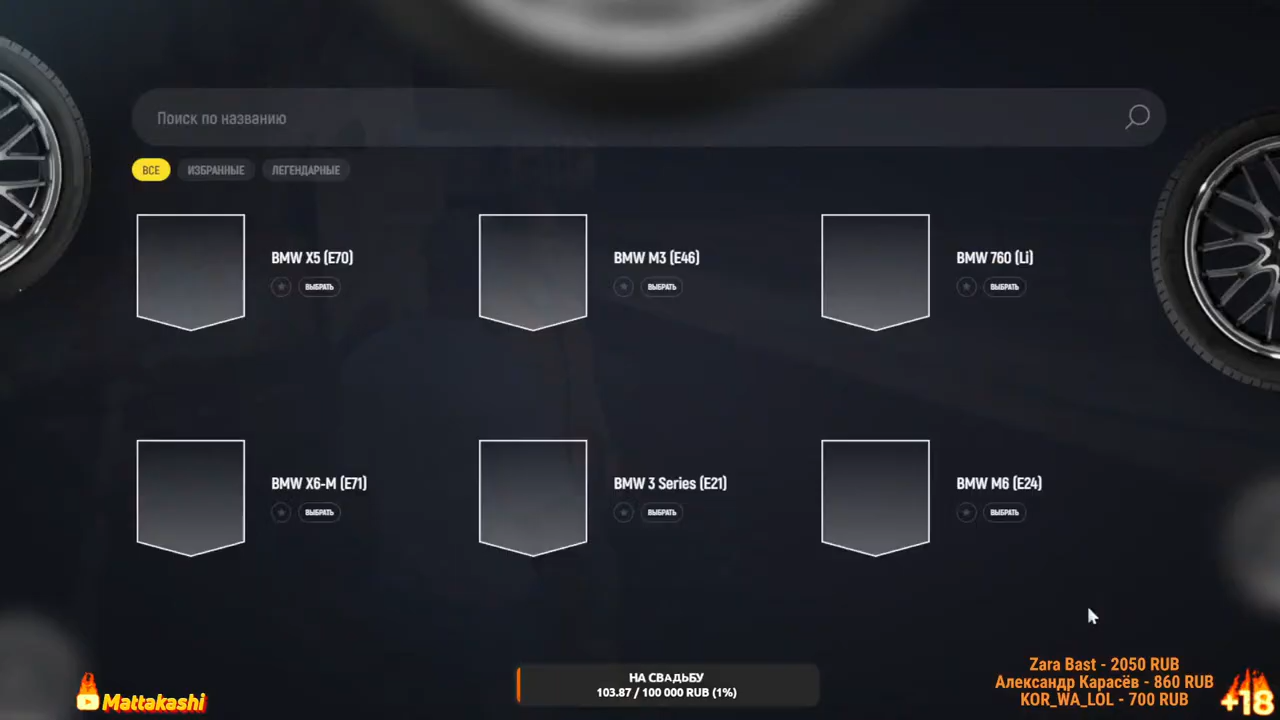 Поиск по названию
ВСЕ
ИЗБРАННЫЕ
ЛЕГЕНДАРНЫЕ
BMW X5 (E70)
ВЫБРАТЬ
BMW M3 (E46)
ВЫБРАТЬ
BMW 760 (Li)
ВЫБРАТЬ
BMW X6-M (E71)
ВЫБРАТЬ
BMW 3 Series (E21)
ВЫБРАТЬ
BMW M6 (E24)
ВЫБРАТЬ
Mattakashi
НА СВАДЬБУ
103.87 / 100 000 RUB (1%)
Zara Bast - 2050 RUB
Александр Карасёв - 860 RUB
KOR_WA_LOL - 700 RUB
+18